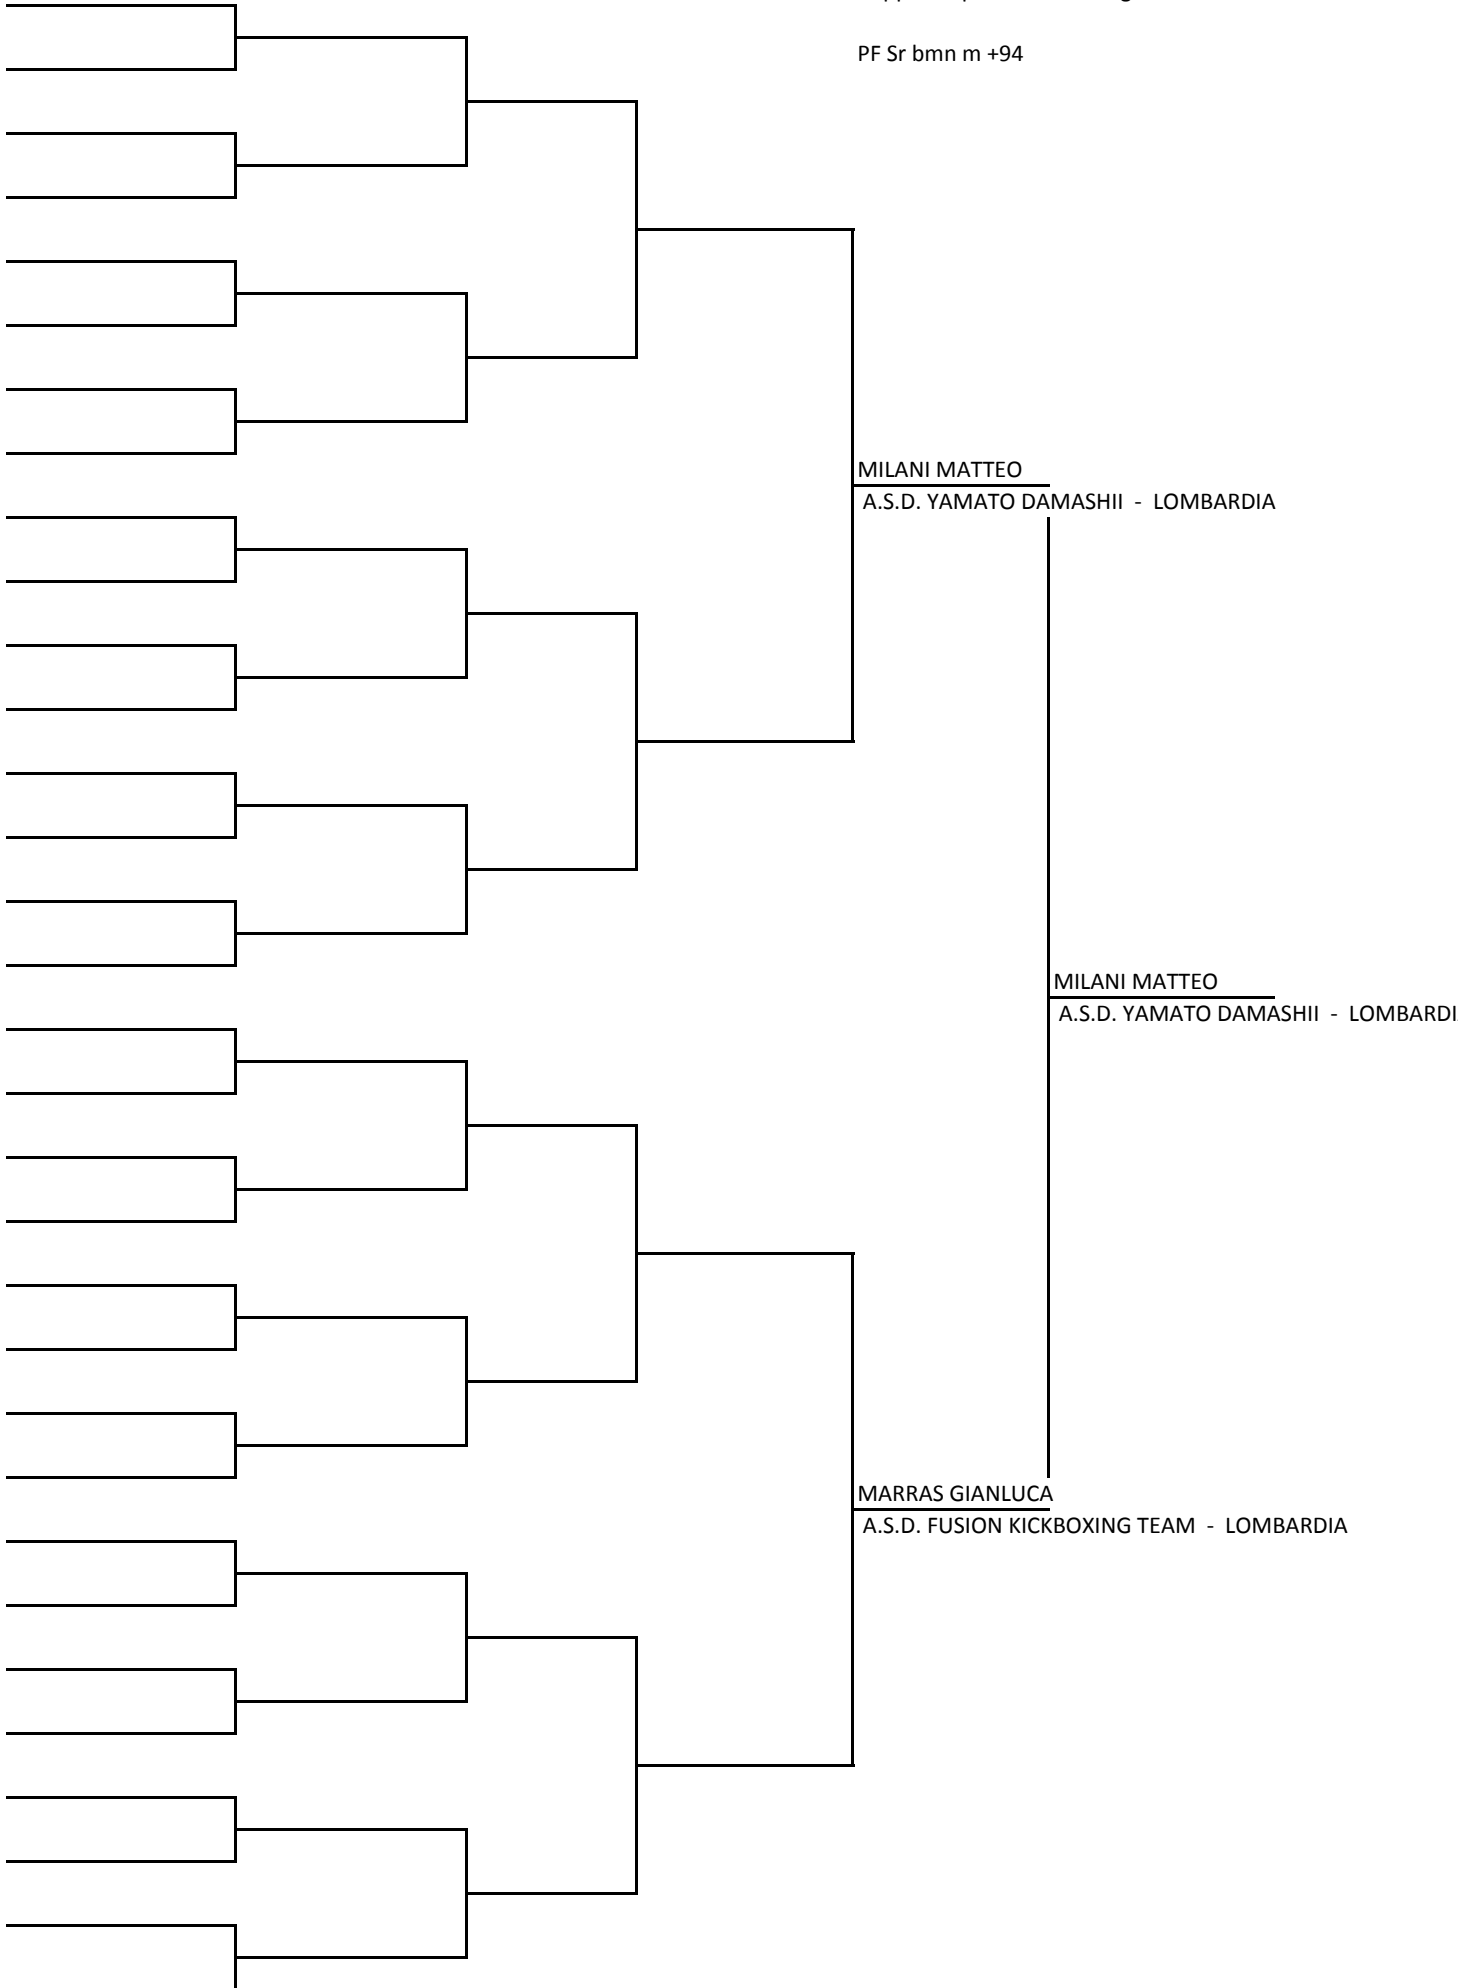 PF Sr bmn m +94
MILANI MATTEO
A.S.D. YAMATO DAMASHII - LOMBARDIA
MILANI MATTEO
A.S.D. YAMATO DAMASHII - LOMBARDI
MARRAS GIANLUCA
A.S.D. FUSION KICKBOXING TEAM - LOMBARDIA